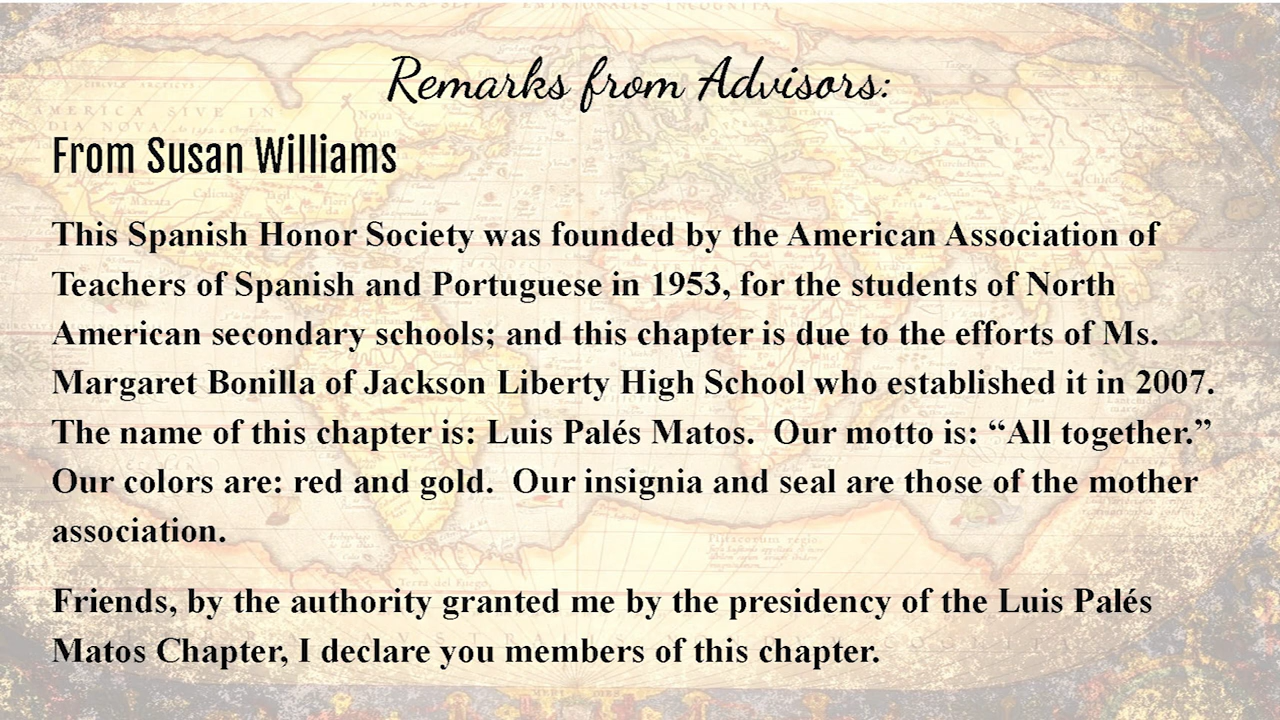 Remarks from Advisors:
From Susan Williams
This Spanish Honor Society was founded by the American Association of
Teachers of Spanish and Portuguese in 1953, for the students of North
American secondary schools; and this chapter is due to the efforts of Ms.
Margaret Bonilla of Jackson Liberty High School who established it in 2007.
The name of this chapter is: Luis Palés Matos.  Our motto is: “All together.”
Our colors are: red and gold.  Our insignia and seal are those of the mother
association.
Friends, by the authority granted me by the presidency of the Luis Palés
Matos Chapter, I declare you members of this chapter.